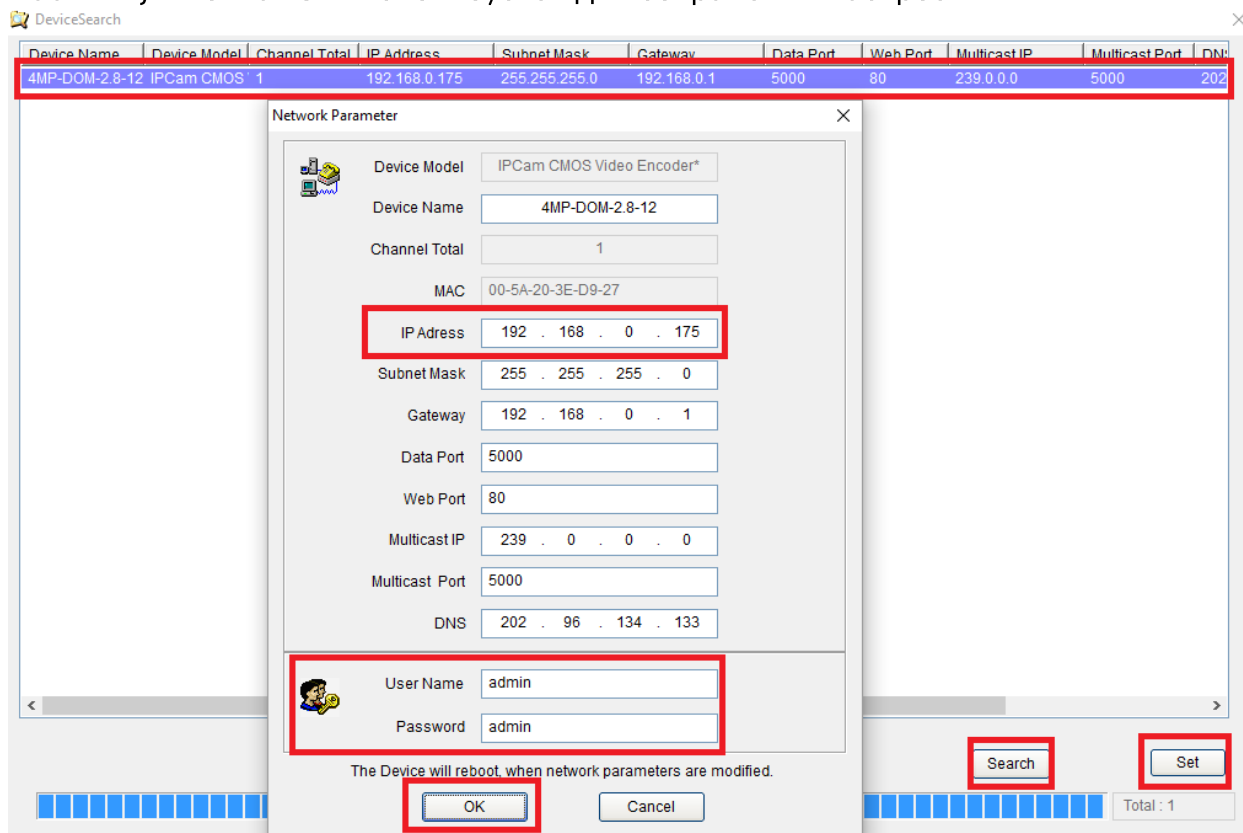 DeviceSearch
Device Name Device Model Channel Total IP Address Subnet Mask Gateway Data Port Web Port Multicast IP Multicast Port
4MP-DOM-2.8-12 IPCam CMOS 1 192.168.0.175 255.255.255.0 192.168.0.1 5000 80 239.0.0.0 5000 202
Network Parameter
Device Model IPCam CMOS Video Encoder*
Device Name 4MP-DOM-2.8-12
Channel Total 1
MAC 00-5A-20-3E-D9-27
IP Adress 192 . 168 . 0 . 175
Subnet Mask 255 . 255 . 255 . 0
Gateway 192 . 168 . 0 . 1
Data Port 5000
Web Port 80
Multicast IP 239 . 0 . 0 . 0
Multicast Port 5000
DNS 202 . 96 . 134 . 133
User Name admin
Password admin
The Device will reboot, when network parameters are modified.
Search Set
OK Cancel
Total : 1